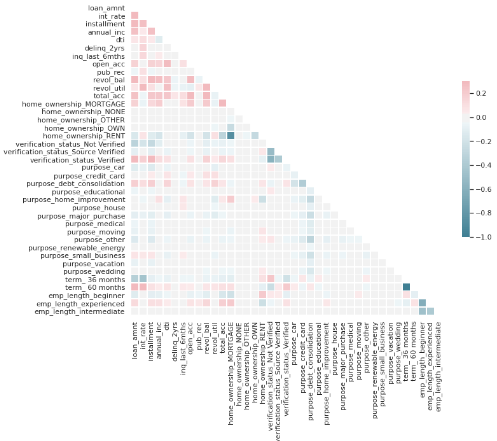 loan_amnt
int_rate
installment
annual_inc
dti
delinq_2yrs
inq_last_6mths
open_acc
pub_rec
revol_bal
revol_util
total_acc
home_ownership_MORTGAGE
home_ownership_NONE
home_ownership_OTHER
home_ownership_OWN
home_ownership_RENT
verification_status_Not Verified
verification_status_Source Verified
verification_status_Verified
purpose_car
purpose_credit_card
purpose_debt_consolidation
purpose_educational
purpose_home_improvement
purpose_house
purpose_major_purchase
purpose_medical
purpose_moving
purpose_other
purpose_renewable_energy
purpose_small_business
purpose_vacation
purpose_wedding
term_ 36 months
term_ 60 months
emp_length_beginner
emp_length_experienced
emp_length_intermediate
loan_amnt
int_rate
installment
annual_inc
dti
delinq_2yrs
inq_last_6mths
open_acc
pub_rec
revol_bal
revol_util
total_acc
home_ownership_MORTGAGE
home_ownership_NONE
home_ownership_OTHER
home_ownership_OWN
home_ownership_RENT
verification_status_Not Verified
verification_status_Source Verified
verification_status_Verified
purpose_car
purpose_credit_card
purpose_debt_consolidation
purpose_educational
purpose_home_improvement
purpose_house
purpose_major_purchase
purpose_medical
purpose_moving
purpose_other
purpose_renewable_energy
purpose_small_business
purpose_vacation
purpose_wedding
term_ 36 months
term_ 60 months
emp_length_beginner
emp_length_experienced
emp_length_intermediate
0.2
0.0
−0.2
−0.4
−0.6
−0.8
−1.0